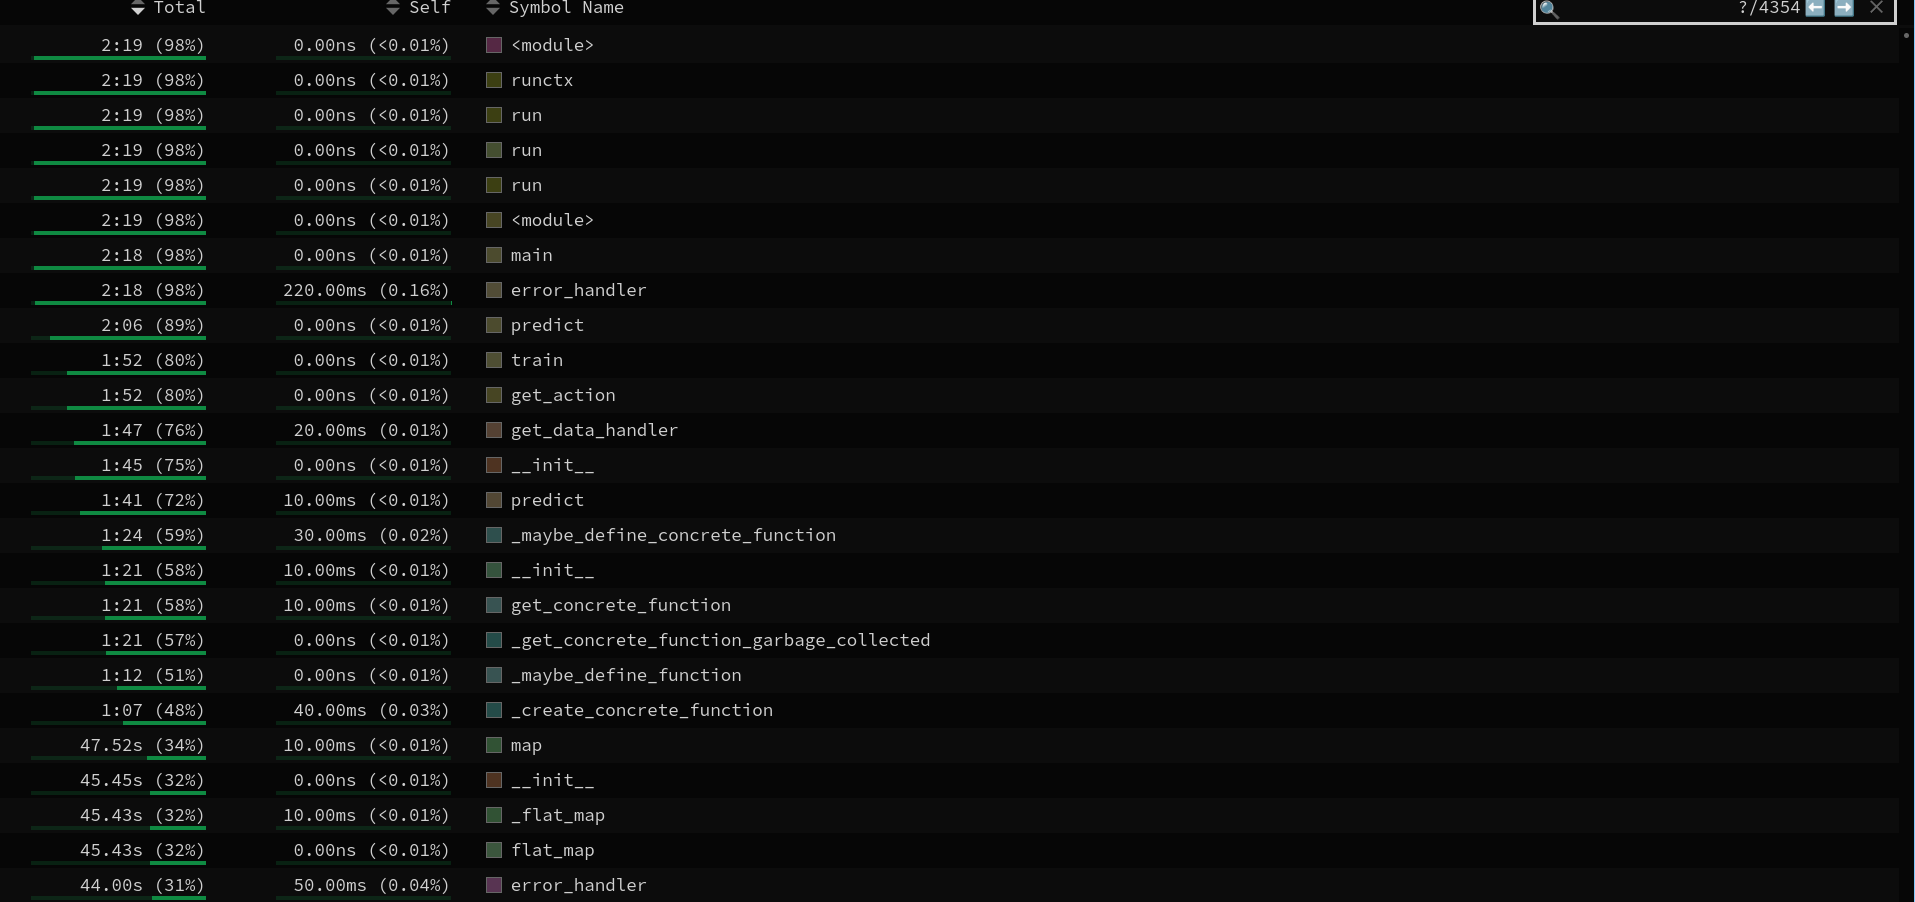 Total Self Symbol Name ?/4354
2:19 (98%) 0.00ns (<0.01%) <module>
2:19 (98%) 0.00ns (<0.01%) runctx
2:19 (98%) 0.00ns (<0.01%) run
2:19 (98%) 0.00ns (<0.01%) run
2:19 (98%) 0.00ns (<0.01%) run
2:19 (98%) 0.00ns (<0.01%) <module>
2:18 (98%) 0.00ns (<0.01%) main
2:18 (98%) 220.00ms (0.16%) error_handler
2:06 (89%) 0.00ns (<0.01%) predict
1:52 (80%) 0.00ns (<0.01%) train
1:52 (80%) 0.00ns (<0.01%) get_action
1:47 (76%) 20.00ms (0.01%) get_data_handler
1:45 (75%) 0.00ns (<0.01%) __init__
1:41 (72%) 10.00ms (<0.01%) predict
1:24 (59%) 30.00ms (0.02%) _maybe_define_concrete_function
1:21 (58%) 10.00ms (<0.01%) __init__
1:21 (58%) 10.00ms (<0.01%) get_concrete_function
1:21 (57%) 0.00ns (<0.01%) _get_concrete_function_garbage_collected
1:12 (51%) 0.00ns (<0.01%) _maybe_define_function
1:07 (48%) 40.00ms (0.03%) _create_concrete_function
47.52s (34%) 10.00ms (<0.01%) map
45.45s (32%) 0.00ns (<0.01%) __init__
45.43s (32%) 10.00ms (<0.01%) _flat_map
45.43s (32%) 0.00ns (<0.01%) flat_map
44.00s (31%) 50.00ms (0.04%) error_handler